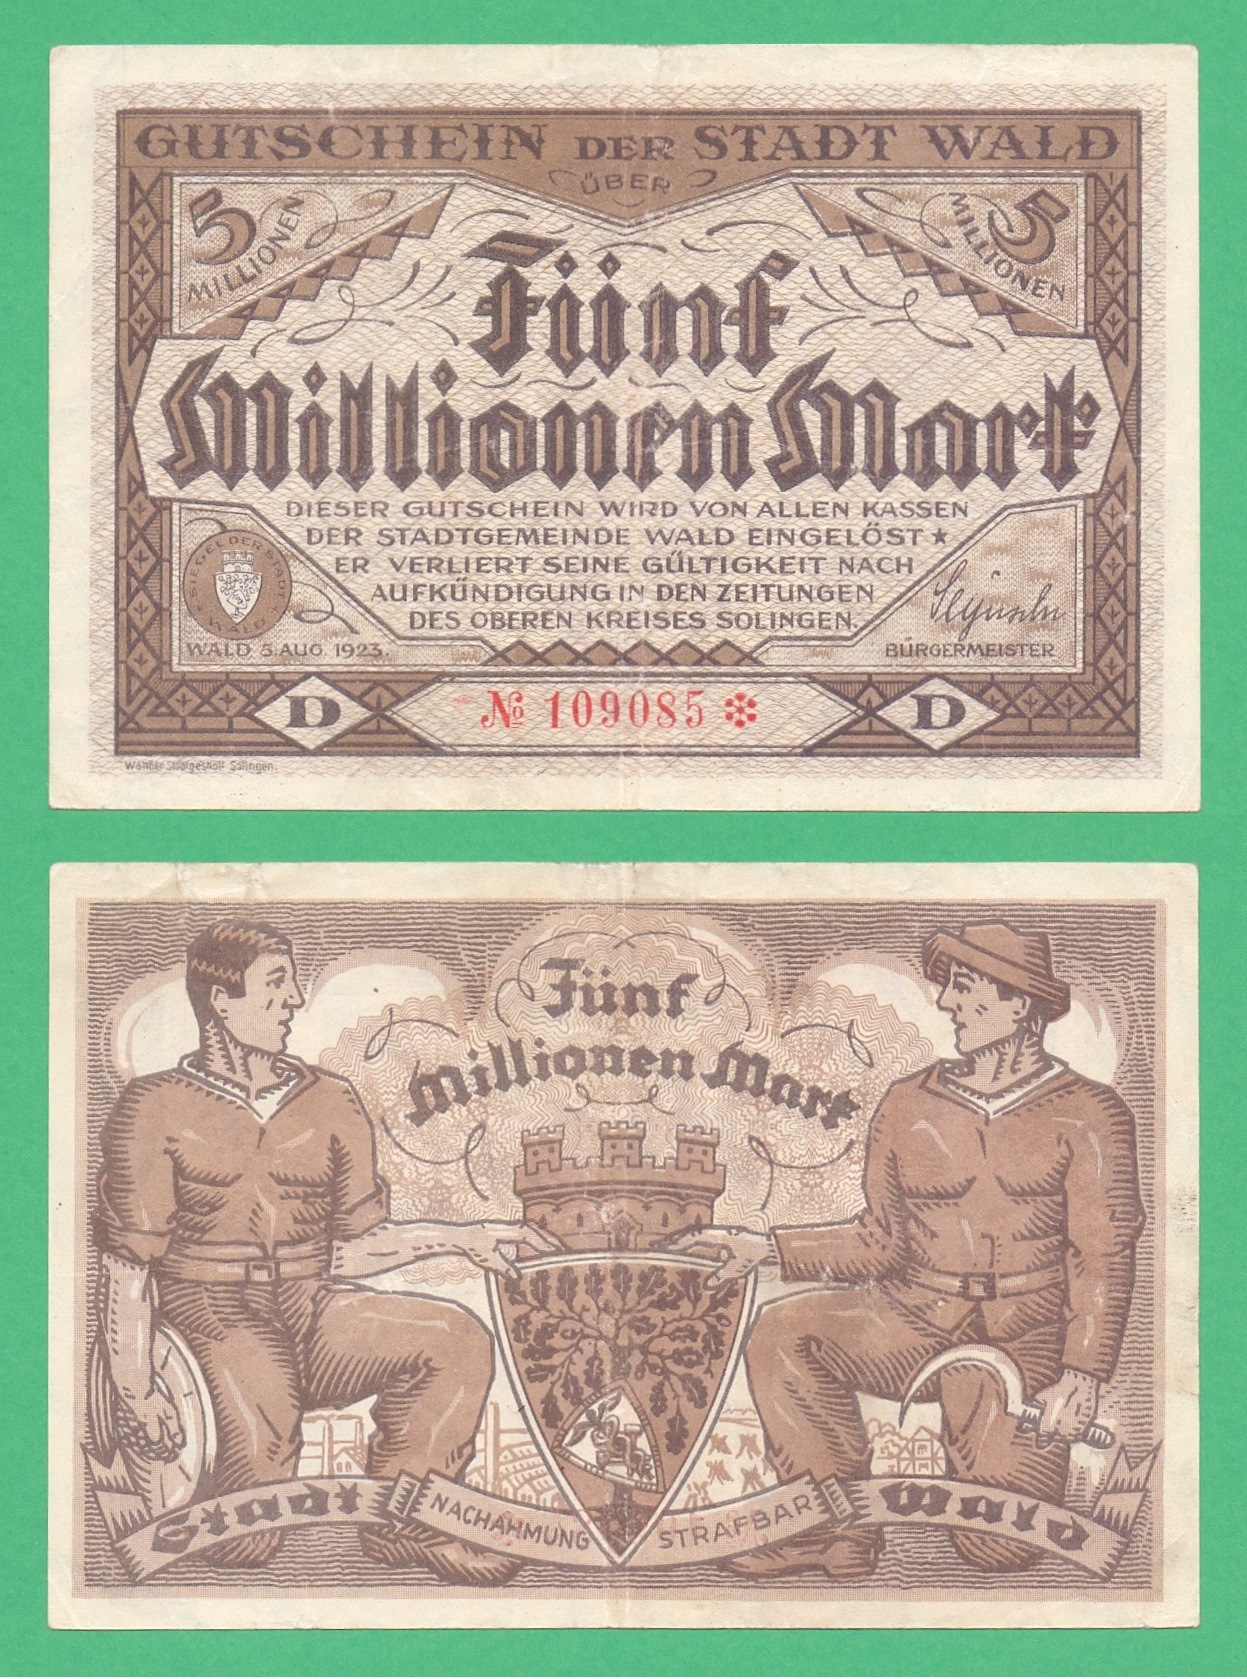 GUTSCHEIN DER STADT WALD
ÜBER
5 MILLIONEN
5 MILLIONEN
Fünf
Millionen Mark
DIESER GUTSCHEIN WIRD VON ALLEN KASSEN
DER STADTGEMEINDE WALD EINGELÖST ★
ER VERLIERT SEINE GÜLTIGKEIT NACH
AUFKÜNDIGUNG IN DEN ZEITUNGEN
DES OBEREN KREISES SOLINGEN.
SIEGEL DER STADT WALD
WALD 5. AUG. 1923.
BÜRGERMEISTER
D
№ 109085
D
Solingen.
Fünf
Millionen Mark
Stadt
NACHAHMUNG STRAFBAR
Wald